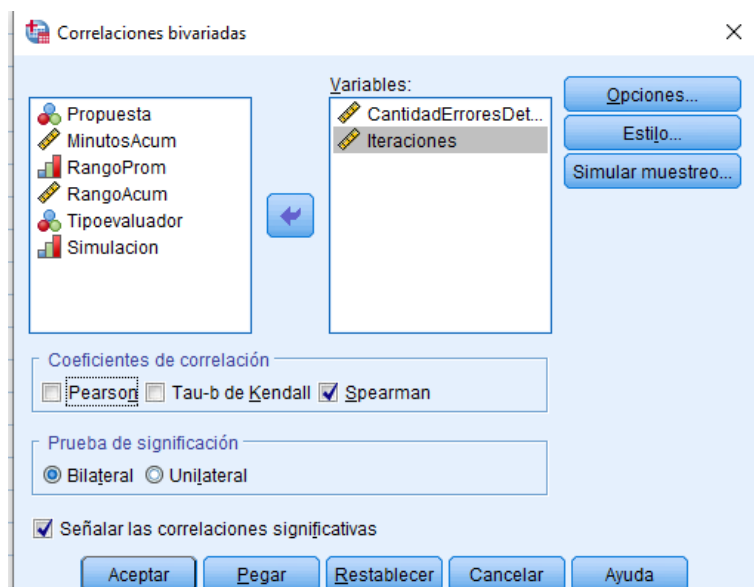 Correlaciones bivariadas
Propuesta
MinutosAcum
RangoProm
RangoAcum
Tipoevaluador
Simulacion
Variables:
CantidadErroresDet...
Iteraciones
Opciones...
Estilo...
Simular muestreo...
Coeficientes de correlación
Pearson Tau-b de Kendall Spearman
Prueba de significación
Bilateral Unilateral
Señalar las correlaciones significativas
Aceptar Pegar Restablecer Cancelar Ayuda